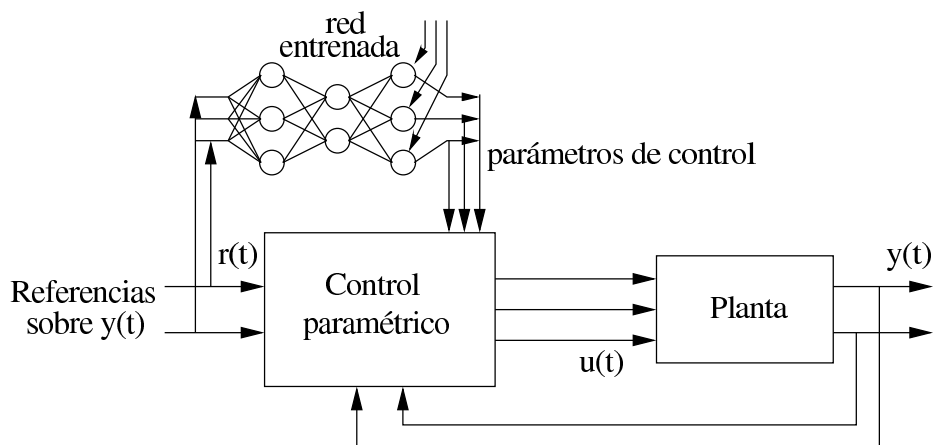 red
entrenada
parámetros de control
r(t)
Referencias
sobre y(t)
Control
paramétrico
u(t)
Planta
y(t)